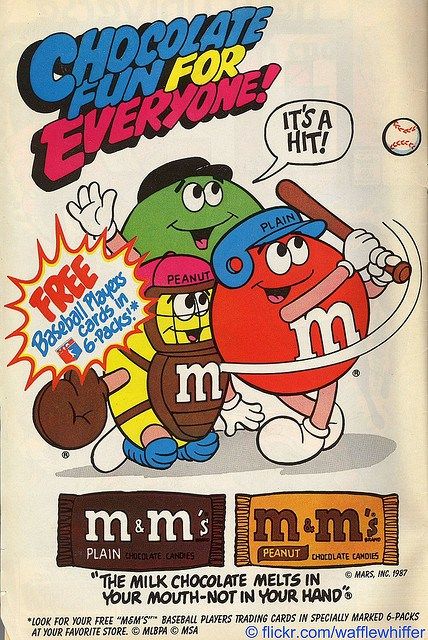 CHOCOLATE
FUN FOR
EVERYONE!
IT'S A
HIT!
PLAIN
PEANUT
FREE
Baseball Players
Cards in
6-Packs!*
m
m
®
®
m&m's
BRAND
PLAIN CHOCOLATE CANDIES
m&m's®
BRAND
PEANUT CHOCOLATE CANDIES
© MARS, INC. 1987
"THE MILK CHOCOLATE MELTS IN
YOUR MOUTH-NOT IN YOUR HAND"®
*LOOK FOR YOUR FREE "M&M'S"® BASEBALL PLAYERS TRADING CARDS IN SPECIALLY MARKED 6-PACKS
AT YOUR FAVORITE STORE. © MLBPA © MSA
© flickr.com/wafflewhiffer